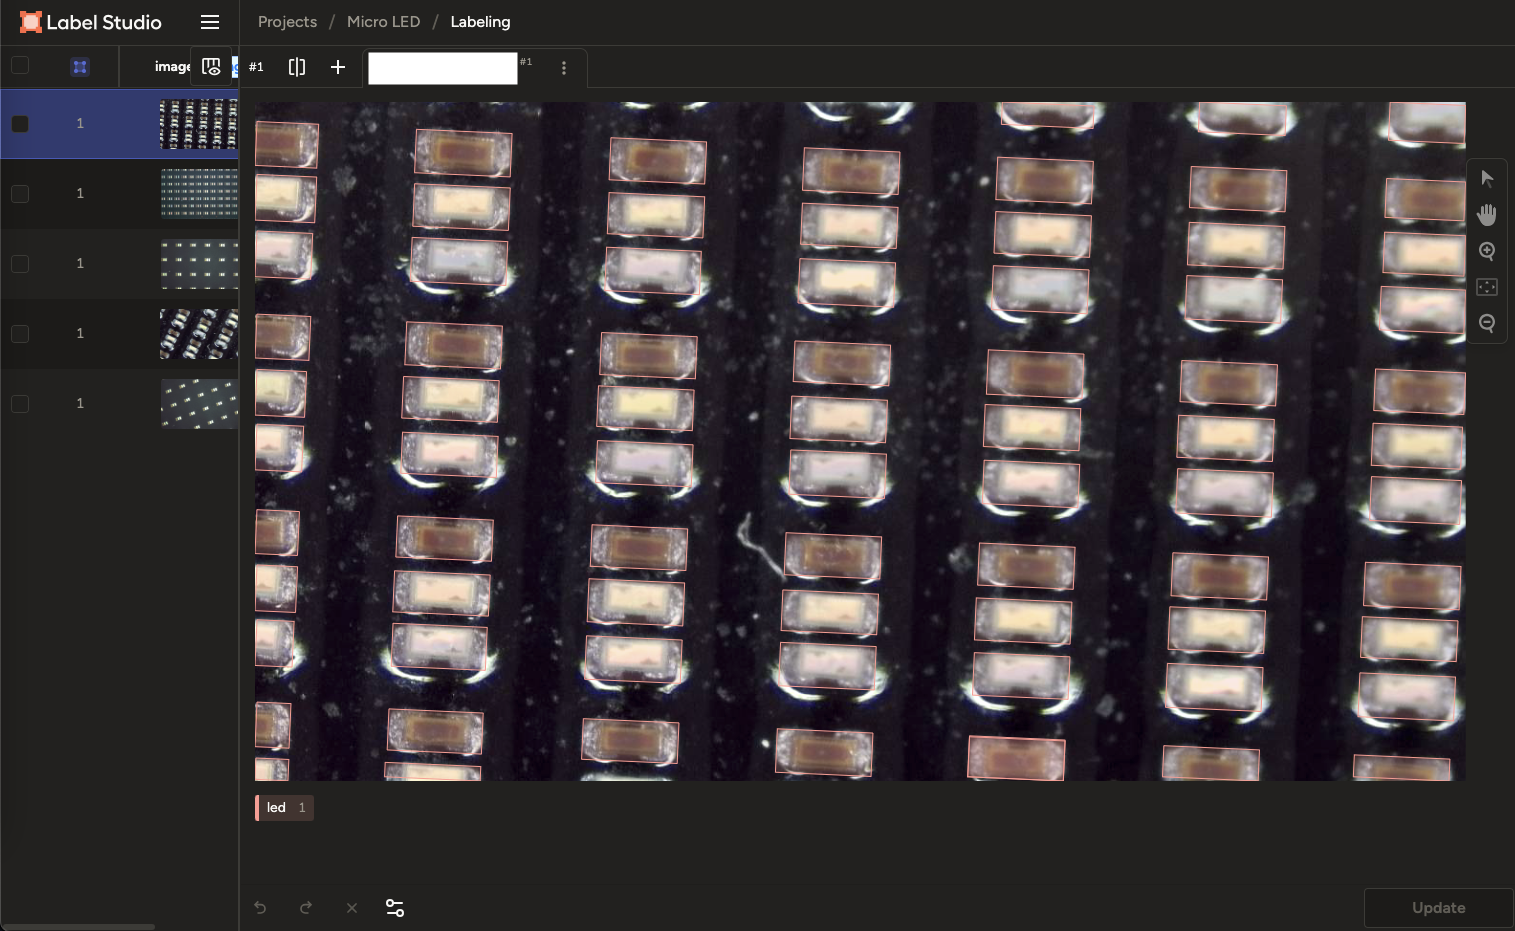 Label Studio
Projects / Micro LED / Labeling
image
#1
#1
1
1
1
1
1
led 1
Update